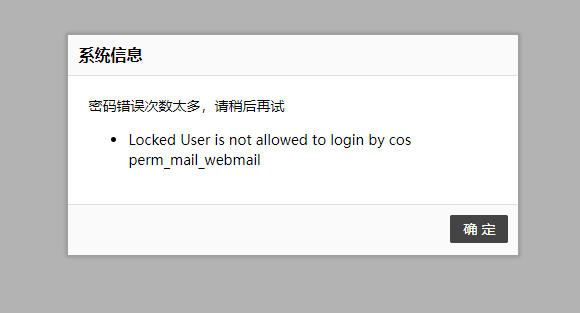 系统信息
密码错误次数太多，请稍后再试
Locked User is not allowed to login by cos
perm_mail_webmail
确 定